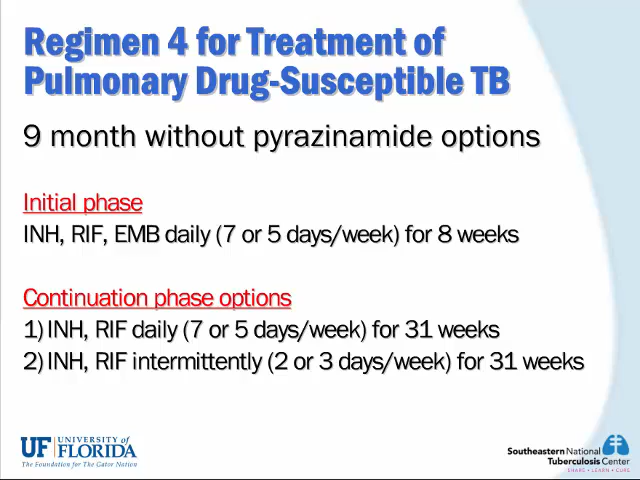 Regimen 4 for Treatment of
Pulmonary Drug-Susceptible TB
9 month without pyrazinamide options
Initial phase
INH, RIF, EMB daily (7 or 5 days/week) for 8 weeks
Continuation phase options
1) INH, RIF daily (7 or 5 days/week) for 31 weeks
2) INH, RIF intermittently (2 or 3 days/week) for 31 weeks
UF UNIVERSITY of
FLORIDA
The Foundation for The Gator Nation
Southeastern National
Tuberculosis Center
SHARE • LEARN • CURE